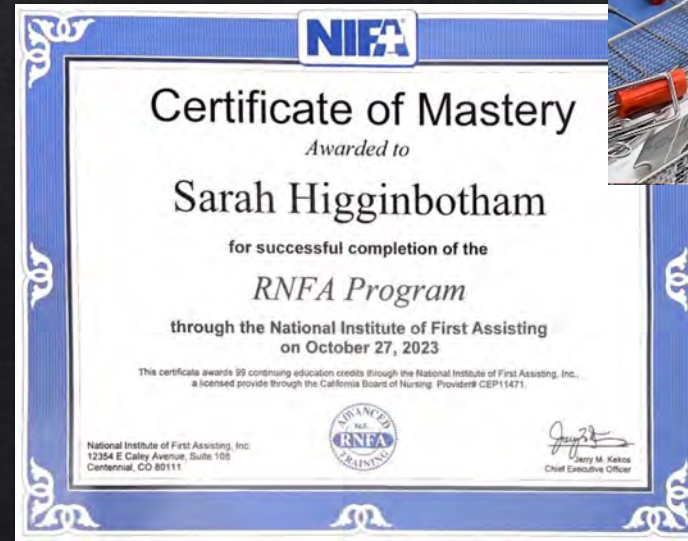 NIFA
Certificate of Mastery
Awarded to
Sarah Higginbotham
for successful completion of the
RNFA Program
through the National Institute of First Assisting
on October 27, 2023
This certificate awards 99 continuing education credits through the National Institute of First Assisting, Inc.,
a licensed provide through the California Board of Nursing. Provider# CEP11471.
National Institute of First Assisting, Inc.
12354 E Caley Avenue, Suite 108
Centennial, CO 80111
ADVANCED
N.I.F.A.
RNFA
TRAINING
Jerry M. Kekos
Chief Executive Officer